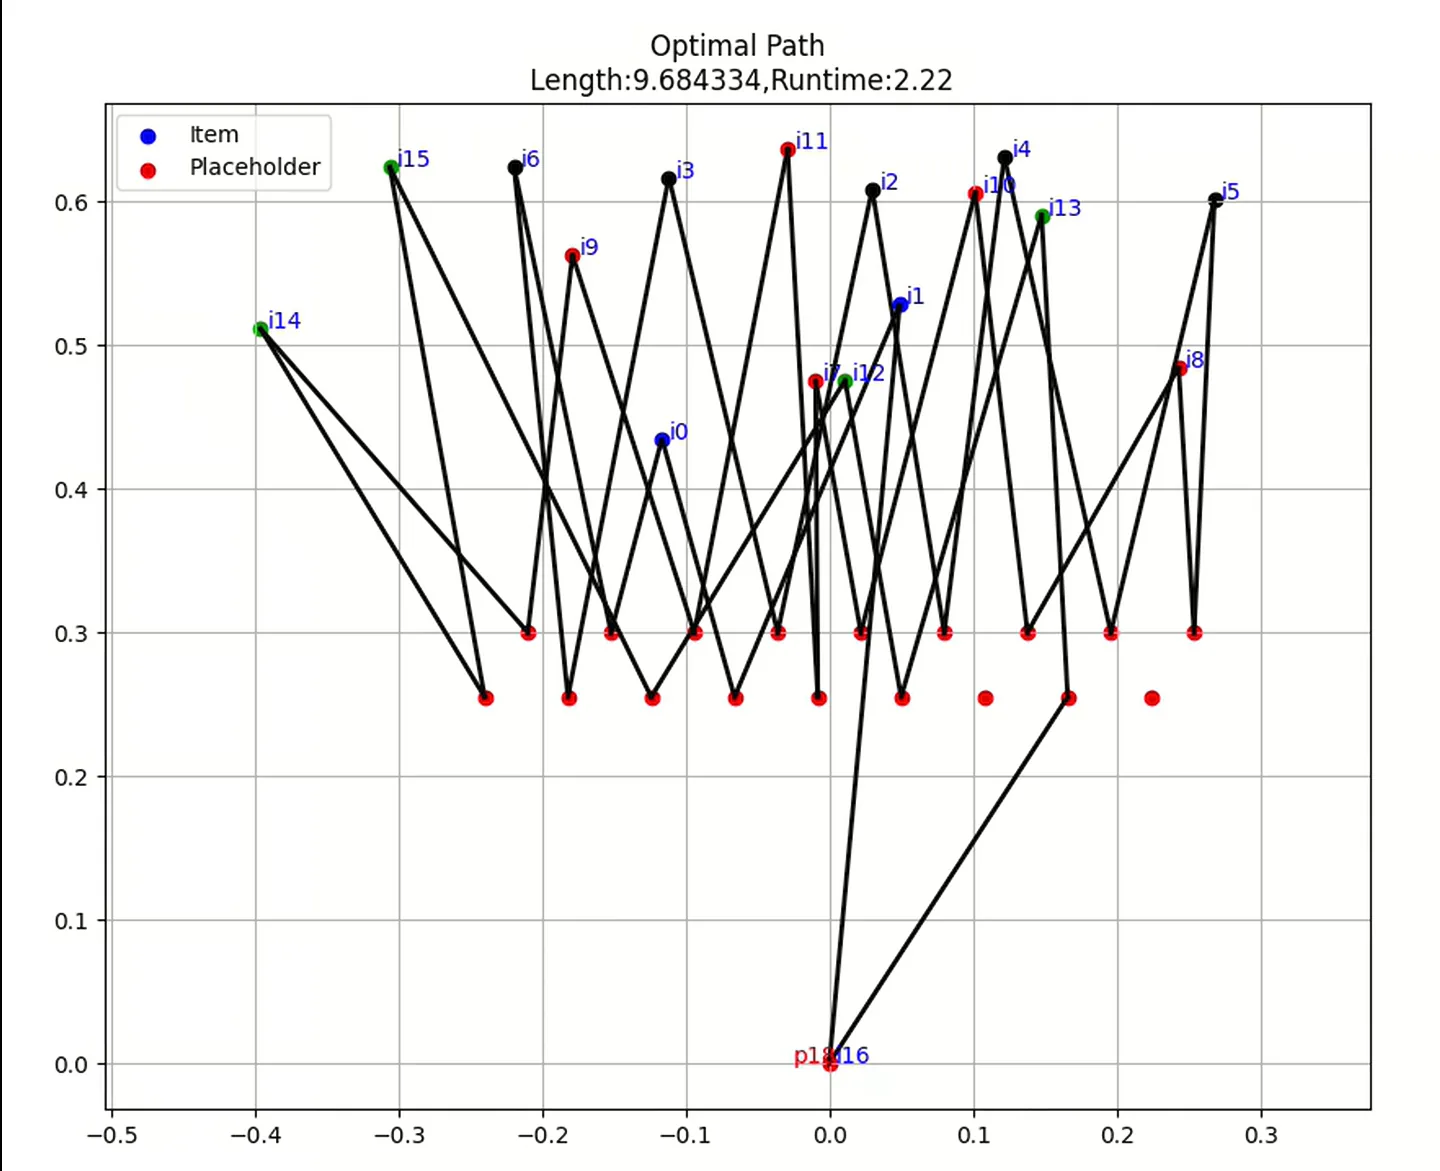 Optimal Path
Length:9.684334,Runtime:2.22
Item
Placeholder
i11
i4
i15
i6
i3
i2
i10
i5
i13
i9
i1
i14
i8
i7
i12
i0
0.6
0.5
0.4
0.3
0.2
0.1
0.0
p18
i16
−0.5
−0.4
−0.3
−0.2
−0.1
0.0
0.1
0.2
0.3